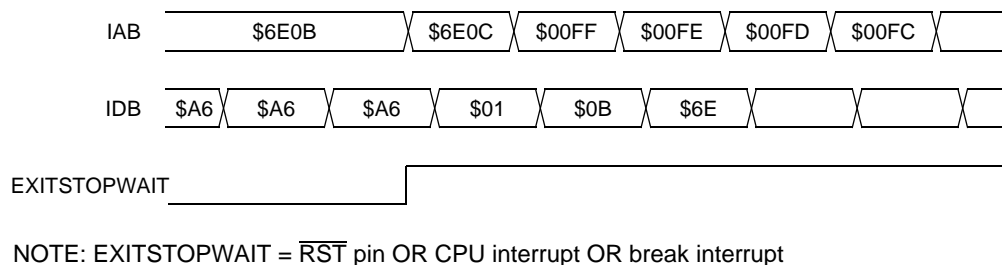 IAB $6E0B $6E0C $00FF $00FE $00FD $00FC
IDB $A6 $A6 $A6 $01 $0B $6E
EXITSTOPWAIT
NOTE: EXITSTOPWAIT = RST pin OR CPU interrupt OR break interrupt